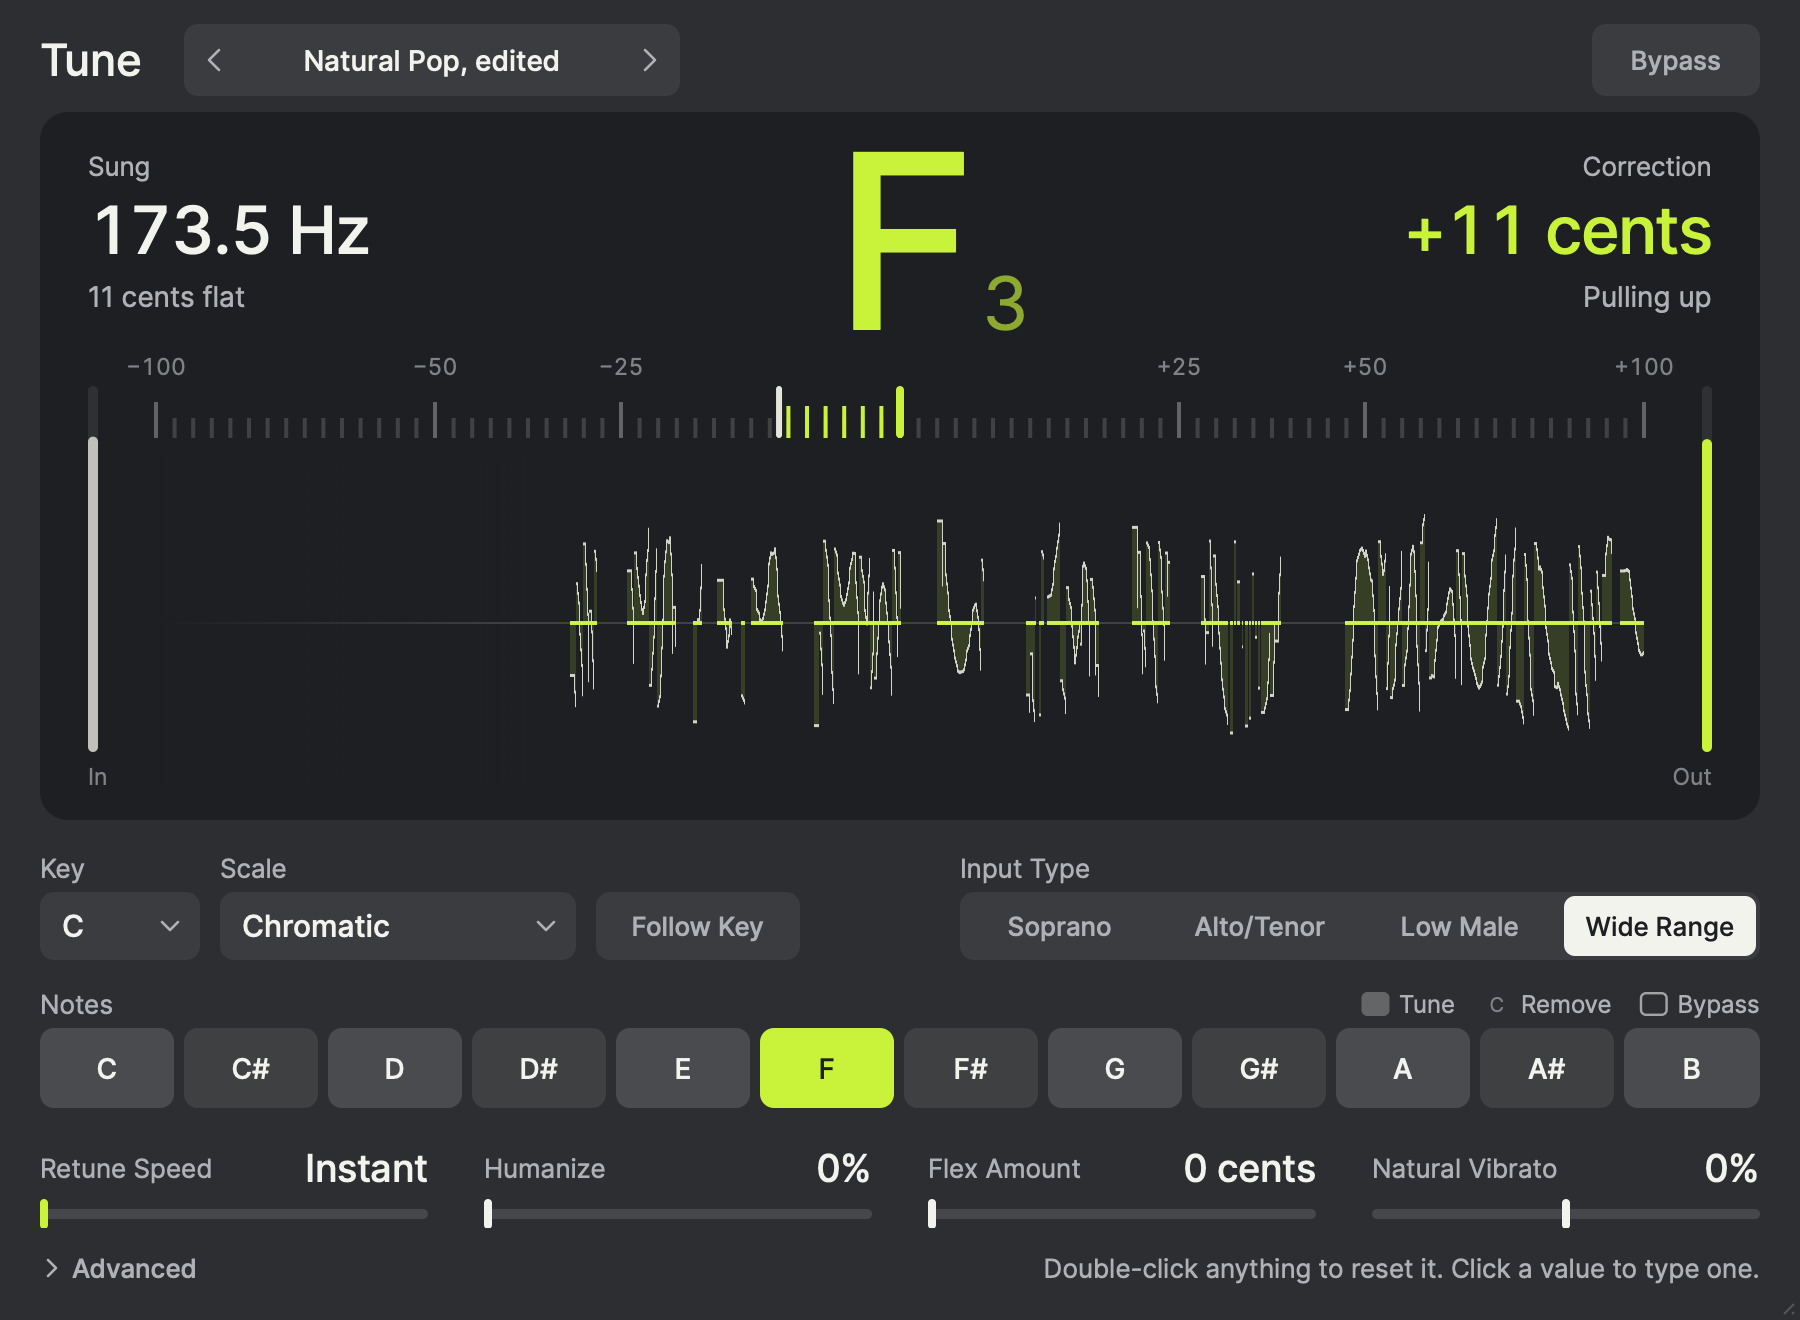 Tune
Natural Pop, edited
Bypass
Sung
173.5 Hz
11 cents flat
F3
Correction
+11 cents
Pulling up
−100 −50 −25 +25 +50 +100
In
Out
Key
C
Scale
Chromatic
Follow Key
Input Type
Soprano Alto/Tenor Low Male Wide Range
Notes
Tune C Remove Bypass
C C# D D# E F F# G G# A A# B
Retune Speed Instant
Humanize 0%
Flex Amount 0 cents
Natural Vibrato 0%
Advanced
Double-click anything to reset it. Click a value to type one.